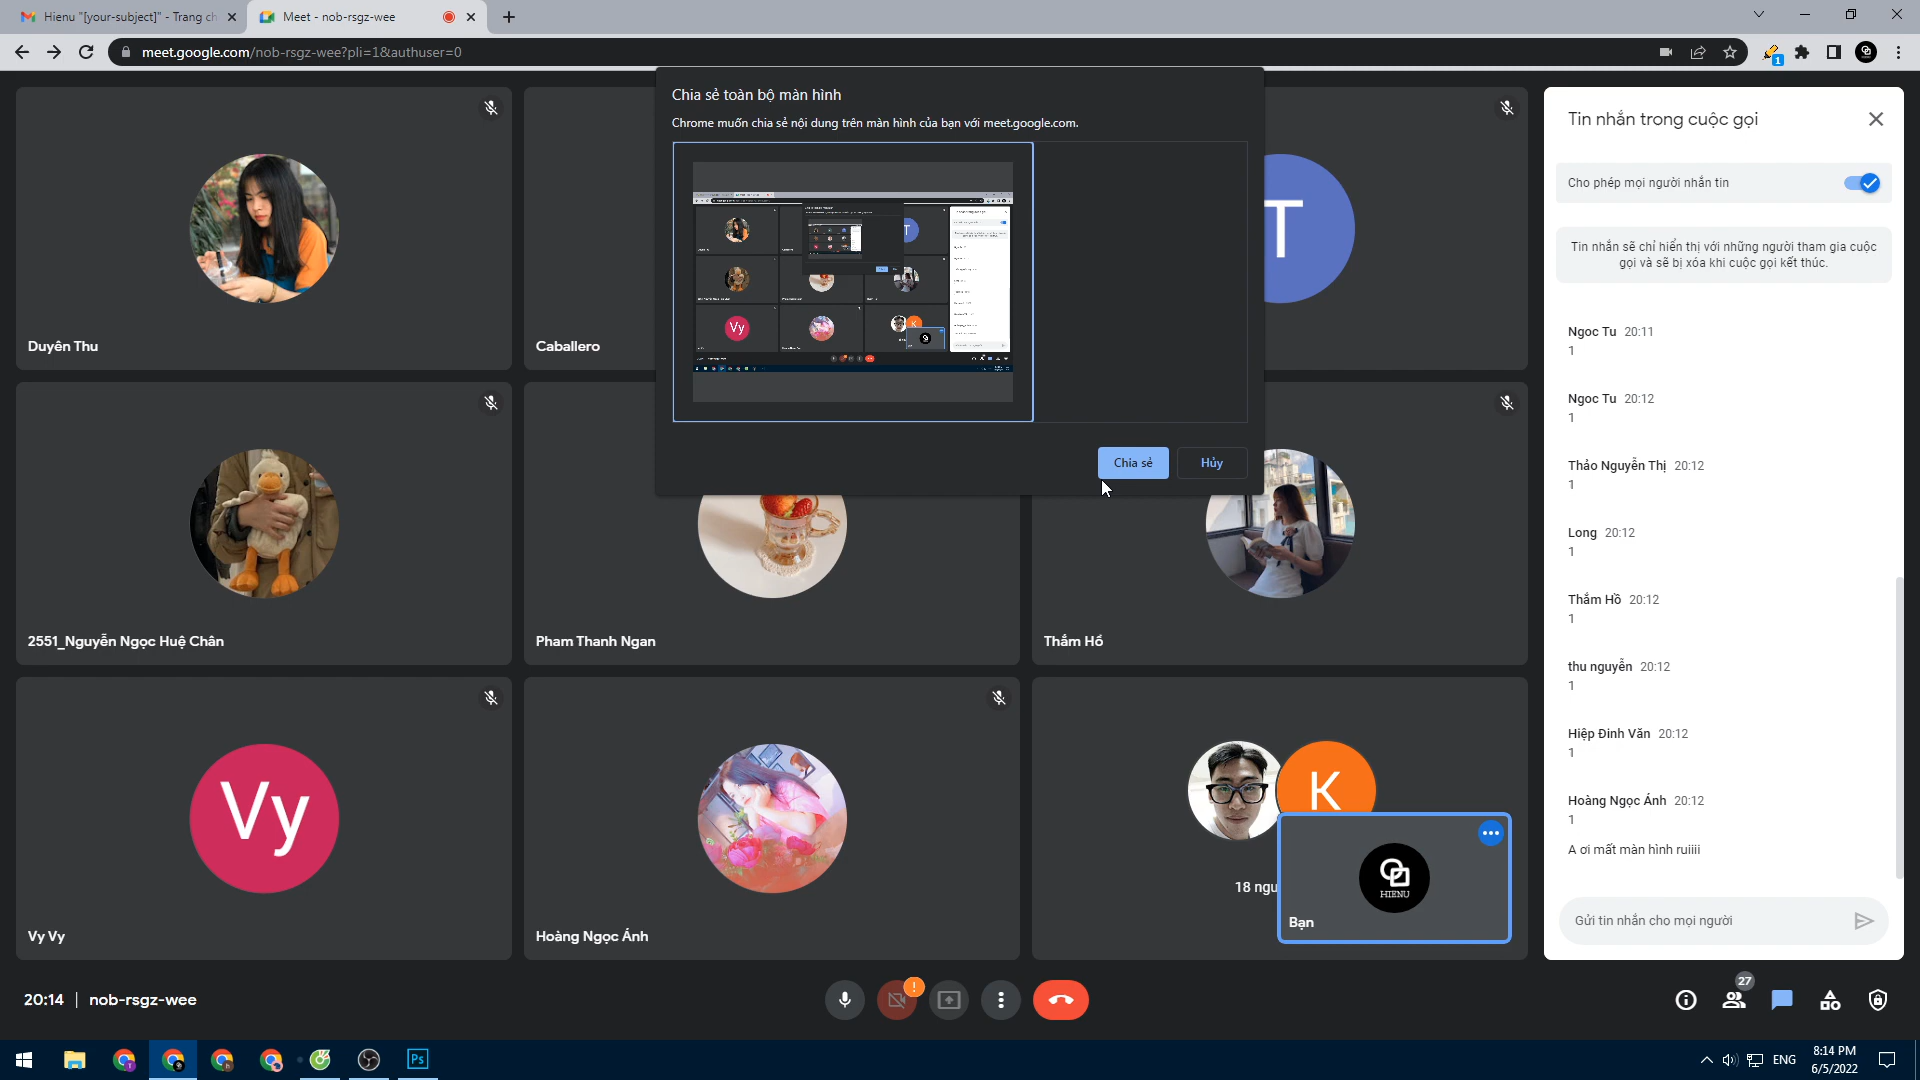 Hienu "[your-subject]" - Trang ch
Meet - nob-rsgz-wee
meet.google.com/nob-rsgz-wee?pli=1&authuser=0
1
Chia sẻ toàn bộ màn hình
Chrome muốn chia sẻ nội dung trên màn hình của bạn với meet.google.com.
Chia sẻ
Hủy
Duyên Thu
Caballero
T
2551_Nguyễn Ngọc Huệ Chân
Pham Thanh Ngan
Thắm Hồ
Vy
Vy Vy
Hoàng Ngọc Ánh
K
18 ngu
HIENU
Bạn
Tin nhắn trong cuộc gọi
Cho phép mọi người nhắn tin
Tin nhắn sẽ chỉ hiển thị với những người tham gia cuộc
gọi và sẽ bị xóa khi cuộc gọi kết thúc.
Ngoc Tu 20:11
1
Ngoc Tu 20:12
1
Thảo Nguyễn Thị 20:12
1
Long 20:12
1
Thắm Hồ 20:12
1
thu nguyễn 20:12
1
Hiệp Đinh Văn 20:12
1
Hoàng Ngọc Ánh 20:12
1
A ơi mất màn hình ruiiii
Gửi tin nhắn cho mọi người
20:14 | nob-rsgz-wee
!
27
Ps
ENG
8:14 PM
6/5/2022